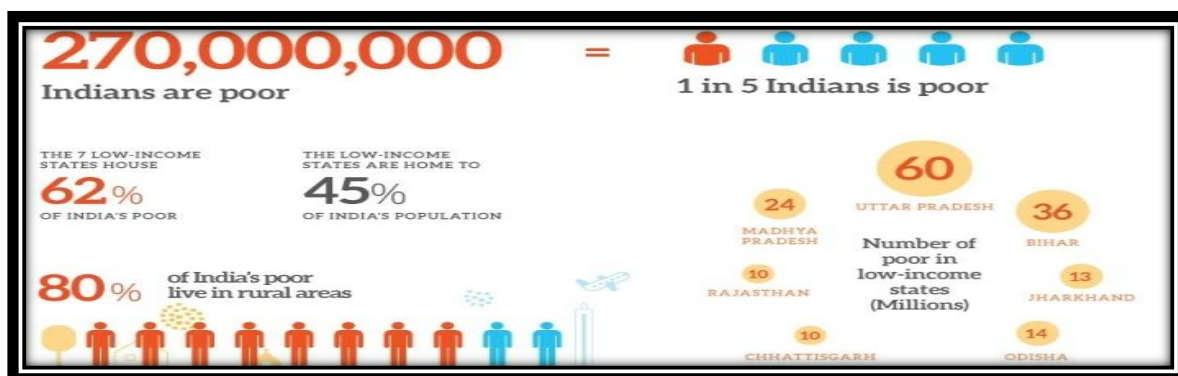 270,000,000
Indians are poor
=
1 in 5 Indians is poor
THE 7 LOW-INCOME
STATES HOUSE
62%
OF INDIA'S POOR
THE LOW-INCOME
STATES ARE HOME TO
45%
OF INDIA'S POPULATION
80%
of India's poor
live in rural areas
60
UTTAR PRADESH
24
MADHYA
PRADESH
36
BIHAR
Number of
poor in
low-income
states
(Millions)
10
RAJASTHAN
13
JHARKHAND
10
CHHATTISGARH
14
ODISHA